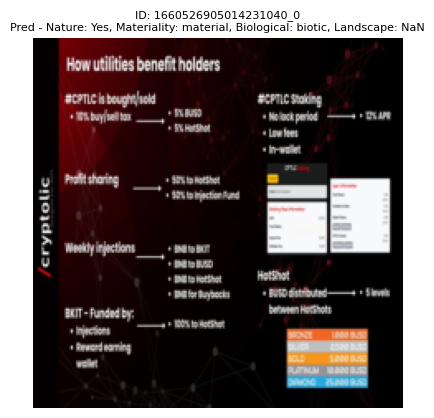 ID: 1660526905014231040_0
Pred - Nature: Yes, Materiality: material, Biological: biotic, Landscape: NaN
How utilities benefit holders
#CPTLC is bought/sold
• 10% buy/sell tax
• 5% BUSD
• 5% HotShot
Profit sharing
• 50% to HotShot
• 50% to Injection Fund
Weekly injections
• BNB to BKIT
• BNB to BUSD
• BNB to HotShot
• BNB for Buybacks
BKIT - Funded by:
• Injections
• Reward earning
wallet
• 100% to HotShot
#CPTLC Staking
• No lock period
• Low fees
• In-wallet
• 12% APR
HotShot
• BUSD distributed
between HotShots
• 5 levels
BRONZE 1,000 BUSD
SILVER 2,500 BUSD
GOLD 5,000 BUSD
PLATINUM 10,000 BUSD
DIAMOND 25,000 BUSD
/cryptolic